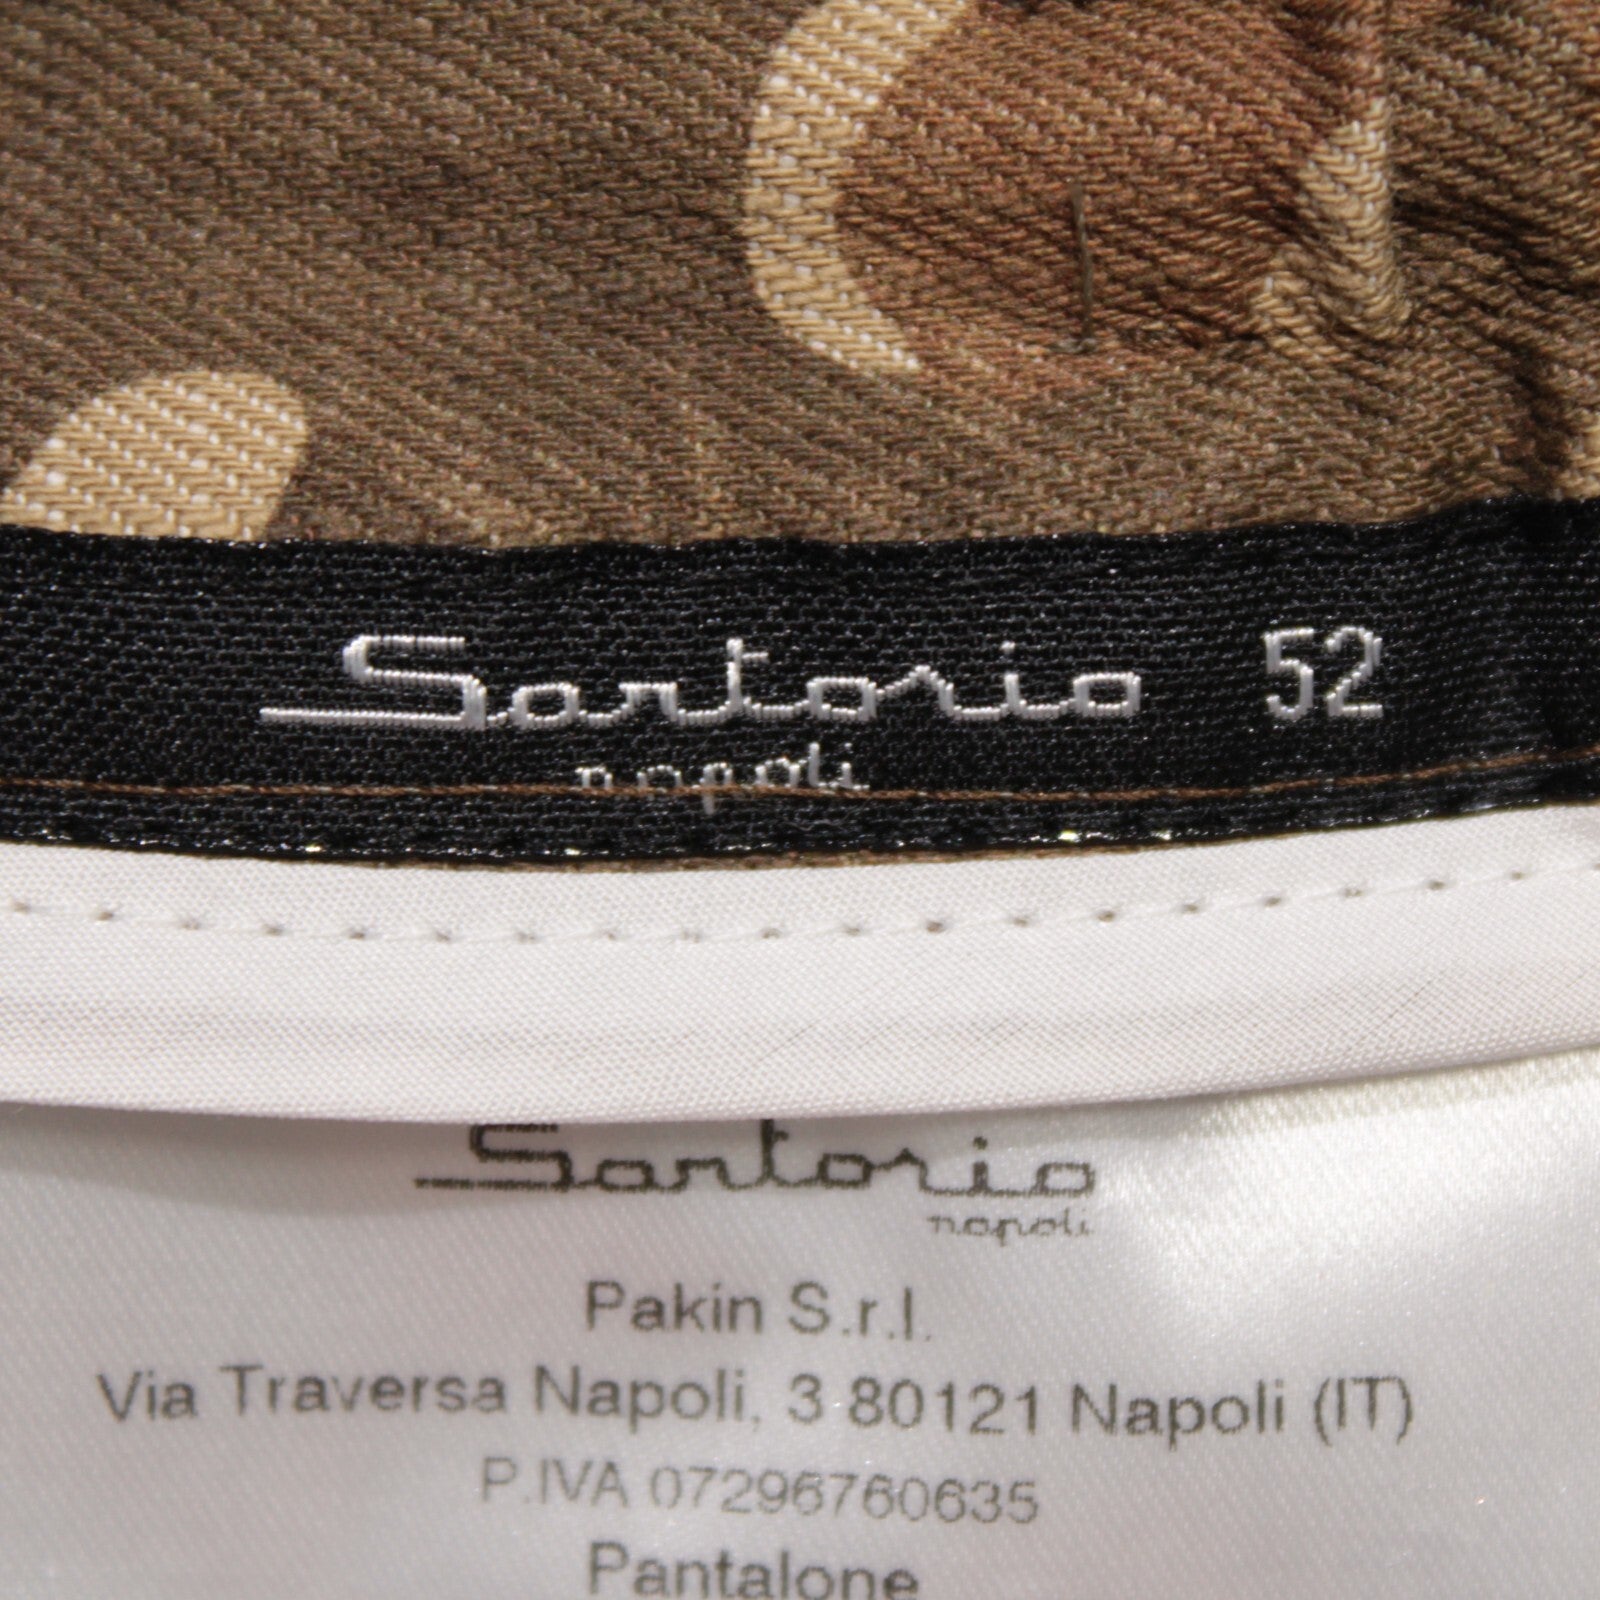 Sartorio 52
napoli
Sartorio
napoli
Pakin S.r.l.
Via Traversa Napoli, 3 80121 Napoli (IT)
P.IVA 07296760635
Pantalone